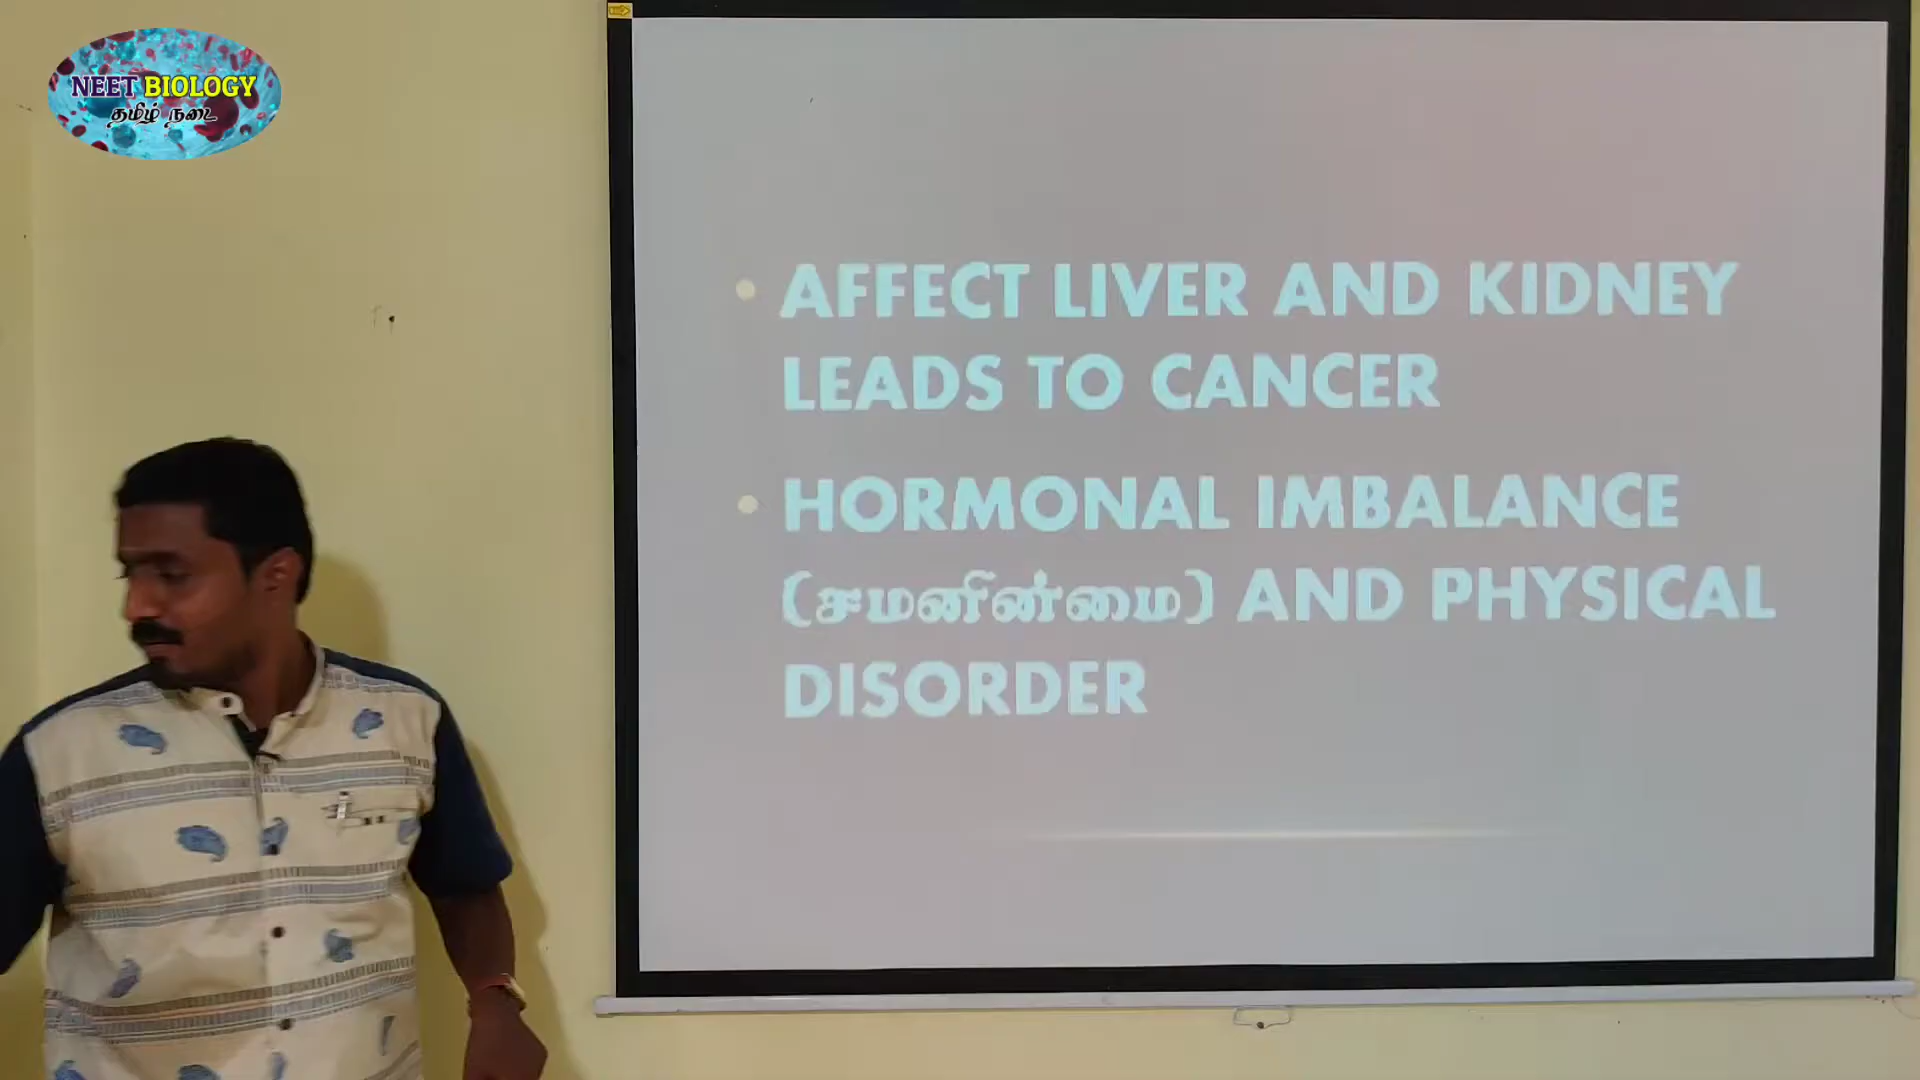 NEET BIOLOGY
தமிழ் நடை
• AFFECT LIVER AND KIDNEY
LEADS TO CANCER
• HORMONAL IMBALANCE
(சமனின்மை) AND PHYSICAL
DISORDER